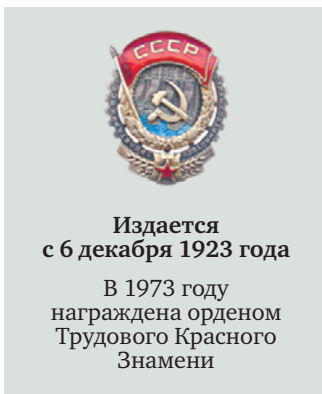 СССР
Издается
с 6 декабря 1923 года
В 1973 году
награждена орденом
Трудового Красного
Знамени